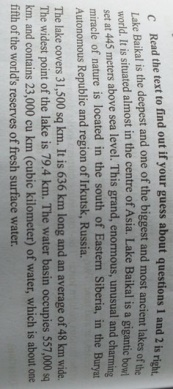 C Read the text to find out if your guess about questions 1 and 2 is right.
Lake Baikal is the deepest and one of the biggest and most ancient lakes of the
world. It is situated almost in the centre of Asia. Lake Baikal is a gigantic bowl
set at 445 meters above sea level. This grand, enormous, unusual and charming
miracle of nature is located in the south of Eastern Siberia, in the Buryat
Autonomous Republic and region of Irkutsk, Russia.
The lake covers 31,500 sq km. It is 636 km long and an average of 48 km wide.
The widest point of the lake is 79.4 km. The water basin occupies 557,000 sq
km. and contains 23,000 cu km (cubic kilometer) of water, which is about one
fifth of the world's reserves of fresh surface water.